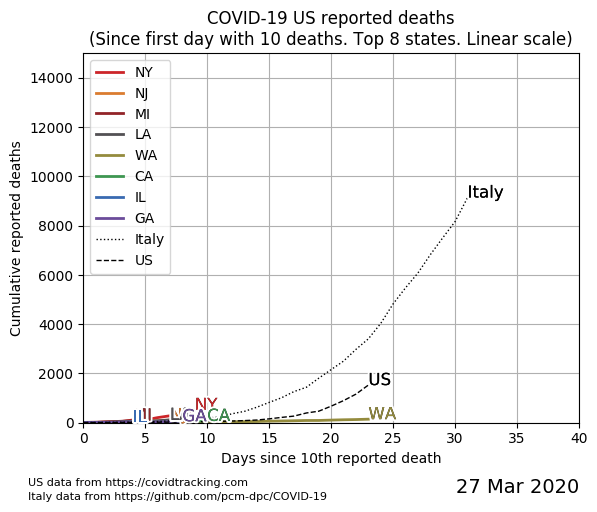 COVID-19 US reported deaths
(Since first day with 10 deaths. Top 8 states. Linear scale)
Cumulative reported deaths
14000
12000
10000
8000
6000
4000
2000
0
NY
NJ
MI
LA
WA
CA
IL
GA
Italy
US
Italy
US
NY
IL
GA
CA
WA
0 5 10 15 20 25 30 35 40
Days since 10th reported death
US data from https://covidtracking.com
Italy data from https://github.com/pcm-dpc/COVID-19
27 Mar 2020